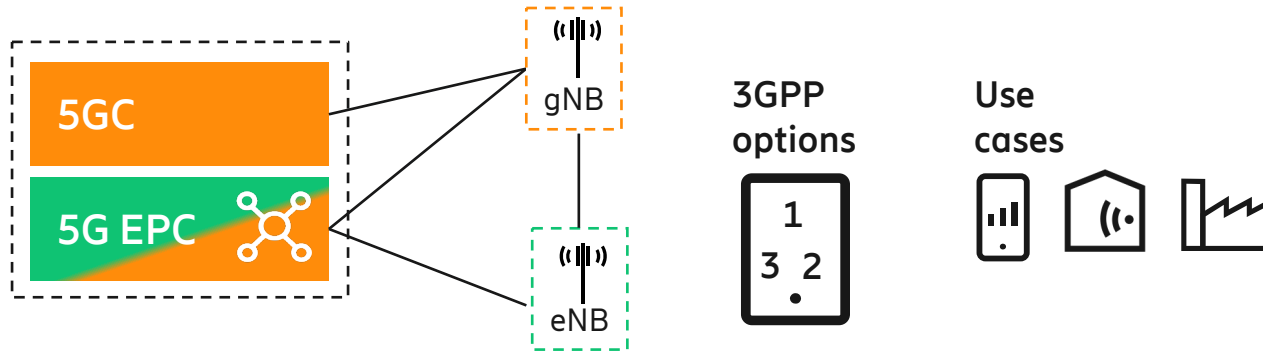 5GC
5G EPC
gNB
eNB
3GPP
options
1
3 2
Use
cases